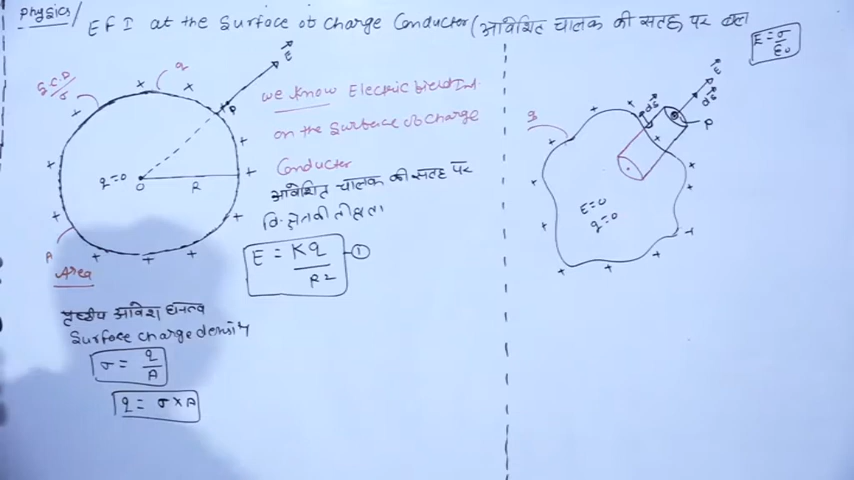 Physics/
E F I at the Surface of Charge Conductor (आवेशित चालक की सतह पर
E = σ/ε0
S.C.D/σ
q
P
E
we know Electric field Int.
on the surface of charge
Conductor
आवेशित चालक की सतह पर
वि. क्षेत्र की तीव्रता
q=0
O
R
E = Kq/R2 ①
A
Area
पृष्ठीय आवेश घनत्व
Surface charge density
σ = q/A
q = σ × A
q
ds
E
ds
P
E=0
q=0